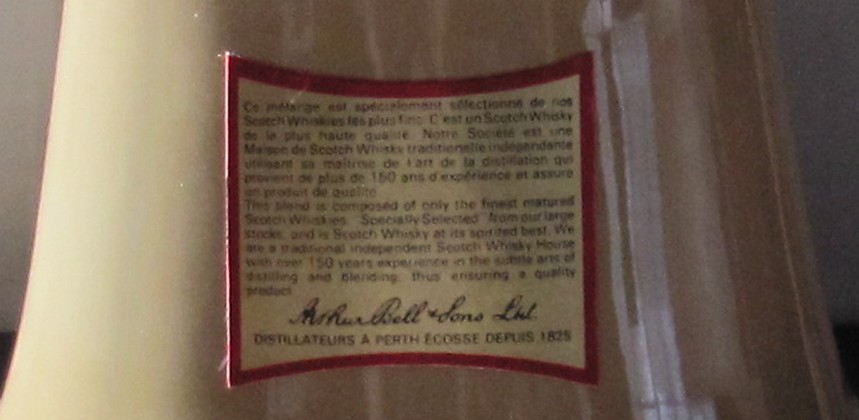 Ce mélange est spécialement sélectionné de nos
Scotch Whiskies les plus fins. C'est un Scotch Whisky
de la plus haute qualité. Notre Société est une
Maison de Scotch Whisky traditionelle indépendante
utilisant sa maîtrise de l'art de la distillation qui
provient de plus de 150 ans d'expérience et assure
un produit de qualité.
This blend is composed of only the finest matured
Scotch Whiskies "Specially Selected" from our large
stocks, and is Scotch Whisky at its spirited best. We
are a traditional independent Scotch Whisky House
with over 150 years experience in the subtle arts of
distilling and blending, thus ensuring a quality
product.
Arthur Bell & Sons Ltd.
DISTILLATEURS À PERTH ÉCOSSE DEPUIS 1825